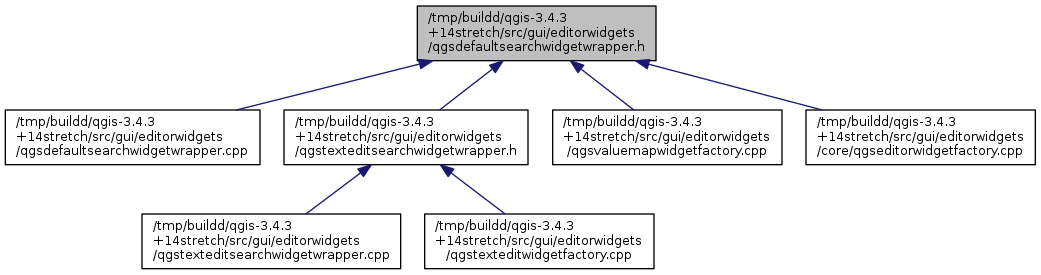 /tmp/buildd/qgis-3.4.3
+14stretch/src/gui/editorwidgets
/qgsdefaultsearchwidgetwrapper.h
/tmp/buildd/qgis-3.4.3
+14stretch/src/gui/editorwidgets
/qgsdefaultsearchwidgetwrapper.cpp
/tmp/buildd/qgis-3.4.3
+14stretch/src/gui/editorwidgets
/qgstexteditsearchwidgetwrapper.h
/tmp/buildd/qgis-3.4.3
+14stretch/src/gui/editorwidgets
/qgsvaluemapwidgetfactory.cpp
/tmp/buildd/qgis-3.4.3
+14stretch/src/gui/editorwidgets
/core/qgseditorwidgetfactory.cpp
/tmp/buildd/qgis-3.4.3
+14stretch/src/gui/editorwidgets
/qgstexteditsearchwidgetwrapper.cpp
/tmp/buildd/qgis-3.4.3
+14stretch/src/gui/editorwidgets
/qgstexteditwidgetfactory.cpp